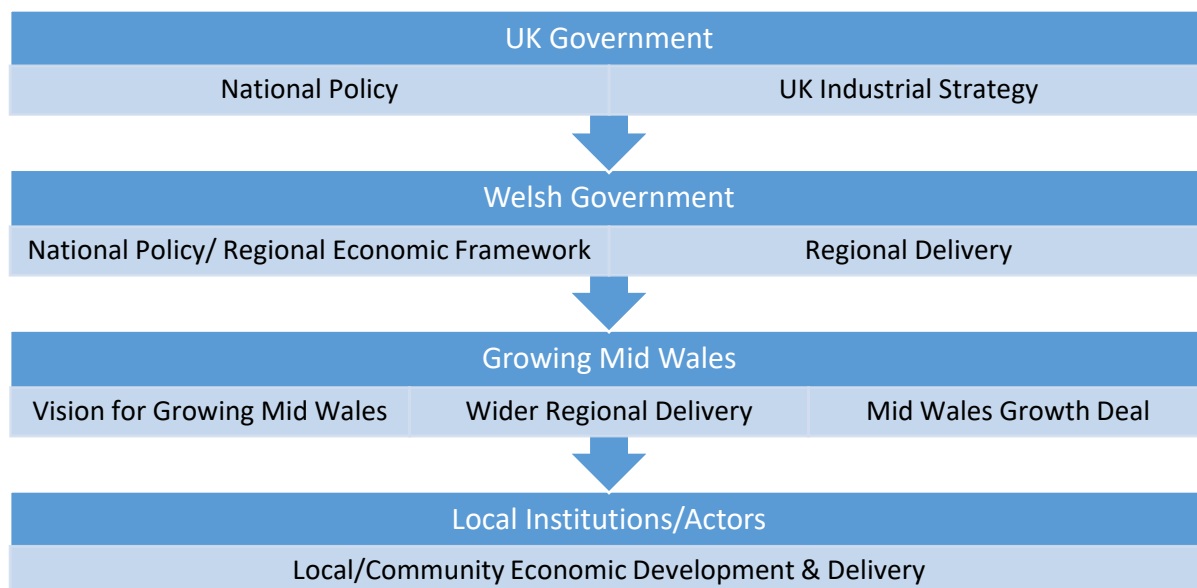 UK Government
National Policy
UK Industrial Strategy
Welsh Government
National Policy/ Regional Economic Framework
Regional Delivery
Growing Mid Wales
Vision for Growing Mid Wales
Wider Regional Delivery
Mid Wales Growth Deal
Local Institutions/Actors
Local/Community Economic Development & Delivery